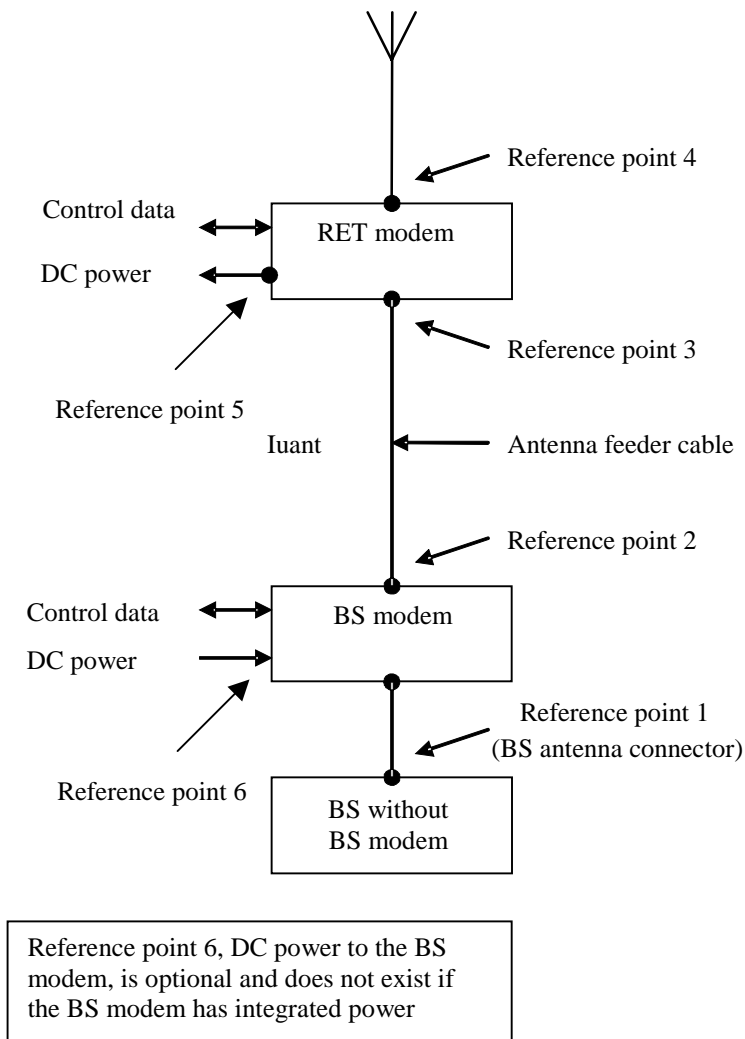 Reference point 4
Control data
RET modem
DC power
Reference point 3
Reference point 5
Iuant
Antenna feeder cable
Reference point 2
Control data
BS modem
DC power
Reference point 1
(BS antenna connector)
Reference point 6
BS without
BS modem
Reference point 6, DC power to the BS
modem, is optional and does not exist if
the BS modem has integrated power